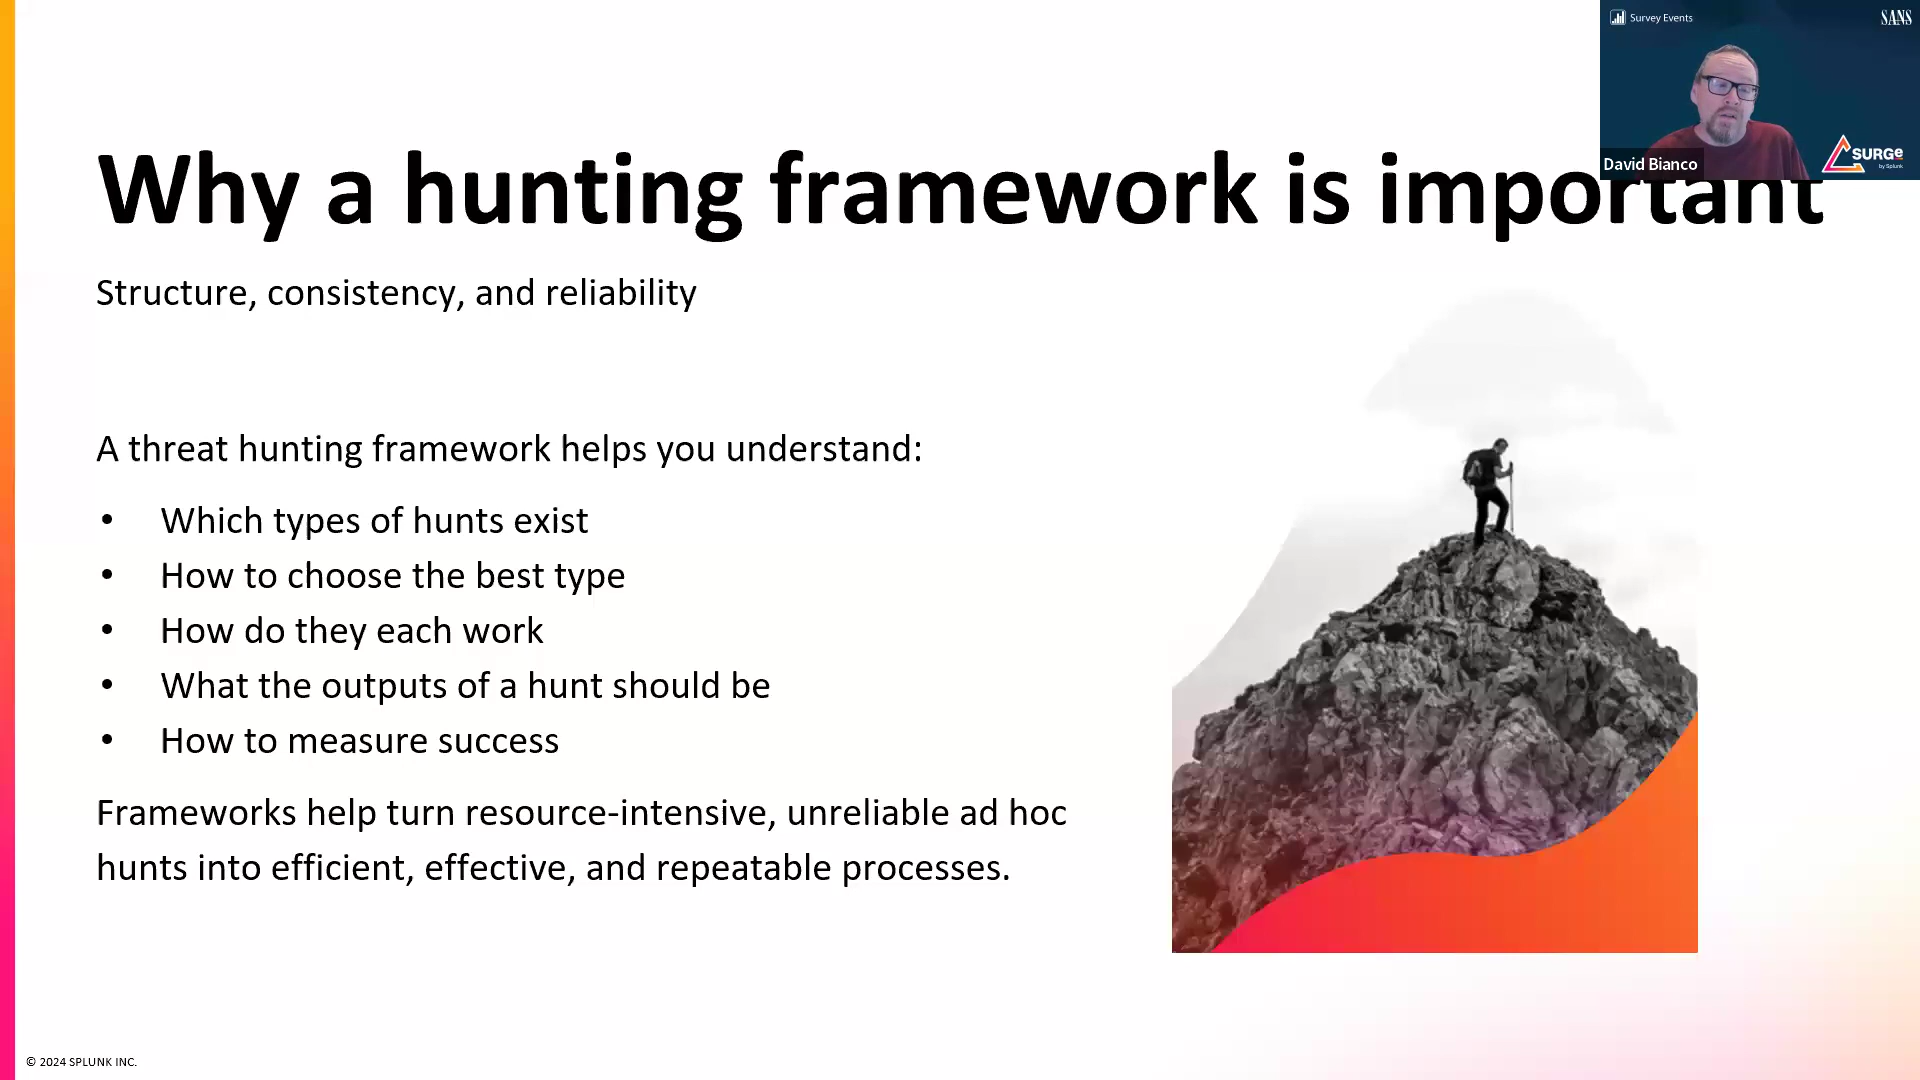 Survey Events
SANS
David Bianco
SURGe
by Splunk
Why a hunting framework is important
Structure, consistency, and reliability
A threat hunting framework helps you understand:
• Which types of hunts exist
• How to choose the best type
• How do they each work
• What the outputs of a hunt should be
• How to measure success
Frameworks help turn resource-intensive, unreliable ad hoc
hunts into efficient, effective, and repeatable processes.
© 2024 SPLUNK INC.